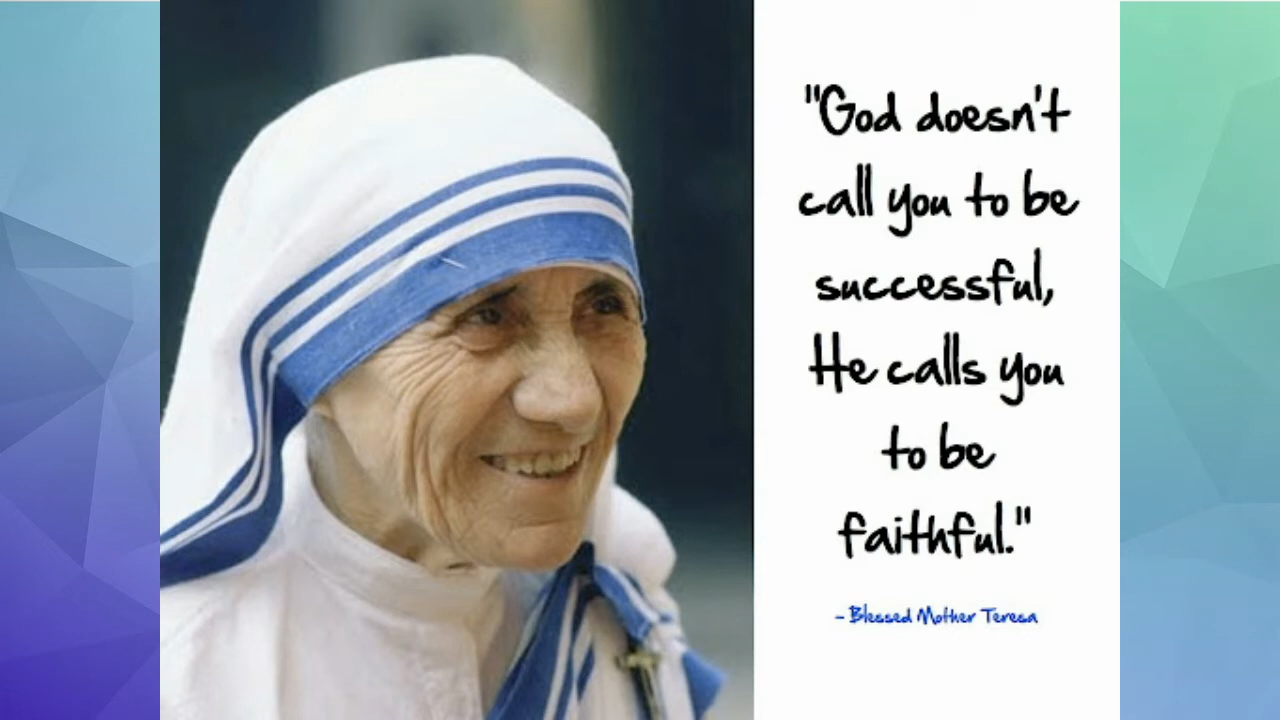 "God doesn't
call you to be
successful,
He calls you
to be
faithful."
- Blessed Mother Teresa